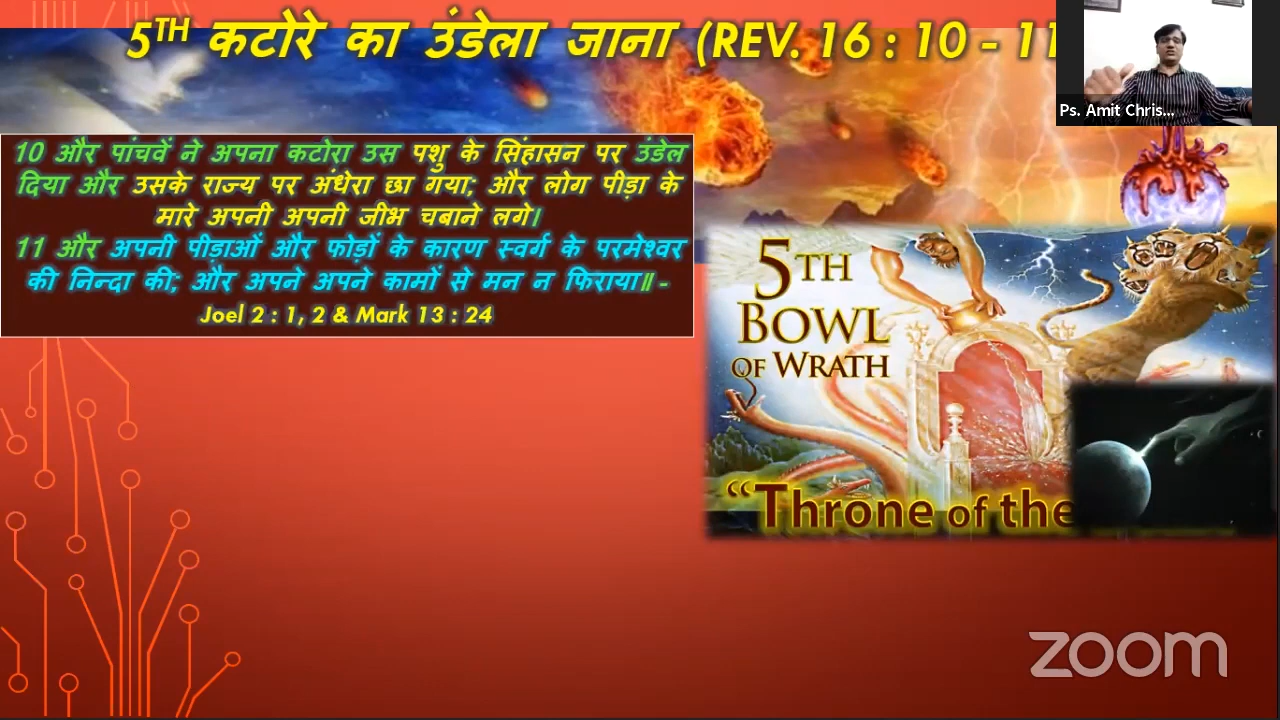 5TH कटोरे का उंडेला जाना (REV. 16 : 10 - 11
Ps. Amit Chris...
10 और पांचवें ने अपना कटोरा उस पशु के सिंहासन पर उंडेल
दिया और उसके राज्य पर अंधेरा छा गया; और लोग पीड़ा के
मारे अपनी अपनी जीभ चबाने लगे।
11 और अपनी पीड़ाओं और फोड़ों के कारण स्वर्ग के परमेश्वर
की निन्दा की; और अपने अपने कामों से मन न फिराया॥ -
Joel 2 : 1, 2 & Mark 13 : 24
5TH
BOWL
OF WRATH
“Throne of the
zoom